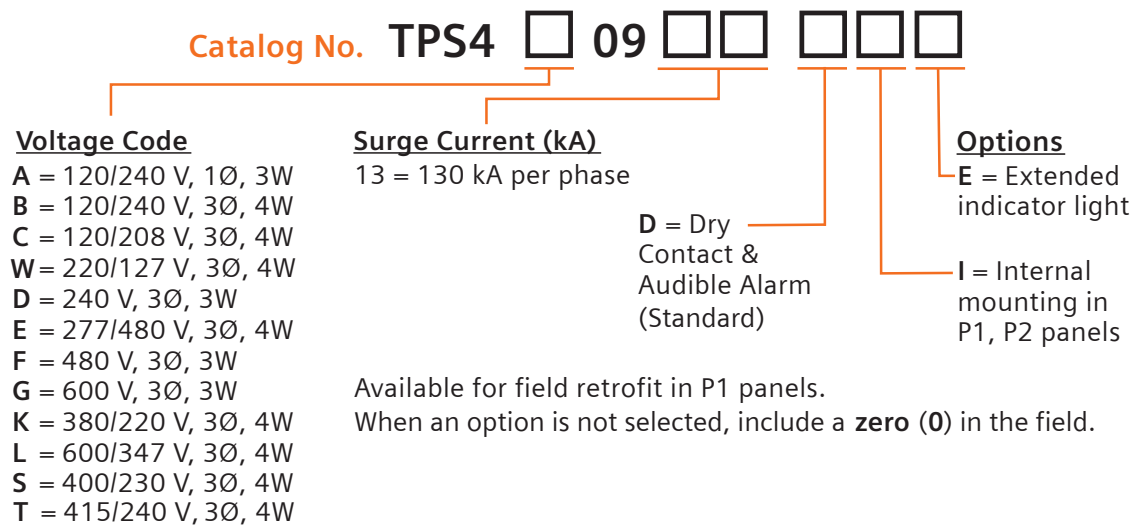 Catalog No. TPS4 □ 09 □□ □□□
Voltage Code
A = 120/240 V, 1Ø, 3W
B = 120/240 V, 3Ø, 4W
C = 120/208 V, 3Ø, 4W
W = 220/127 V, 3Ø, 4W
D = 240 V, 3Ø, 3W
E = 277/480 V, 3Ø, 4W
F = 480 V, 3Ø, 3W
G = 600 V, 3Ø, 3W
K = 380/220 V, 3Ø, 4W
L = 600/347 V, 3Ø, 4W
S = 400/230 V, 3Ø, 4W
T = 415/240 V, 3Ø, 4W
Surge Current (kA)
13 = 130 kA per phase
D = Dry
Contact &
Audible Alarm
(Standard)
Options
E = Extended
indicator light
I = Internal
mounting in
P1, P2 panels
Available for field retrofit in P1 panels.
When an option is not selected, include a zero (0) in the field.